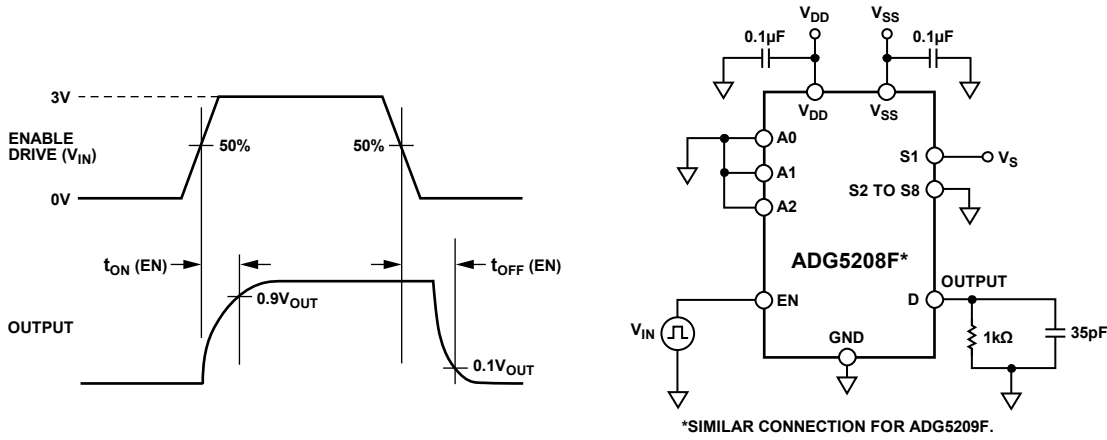 3V
ENABLE
DRIVE (VIN)
50%
50%
0V
tON (EN)
tOFF (EN)
0.9VOUT
OUTPUT
0.1VOUT
VDD
VSS
0.1µF
0.1µF
VDD
VSS
A0
A1
A2
S1
VS
S2 TO S8
ADG5208F*
OUTPUT
EN
D
VIN
GND
1kΩ
35pF
*SIMILAR CONNECTION FOR ADG5209F.